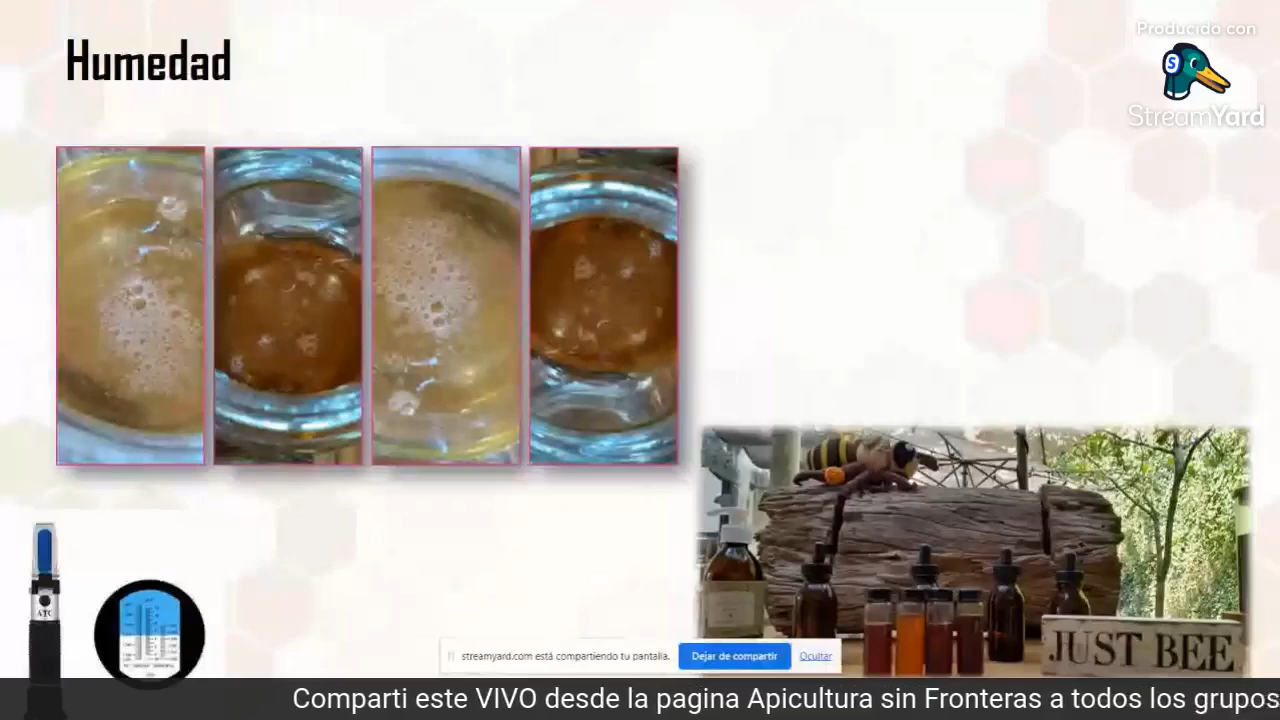 Humedad
Producido con
StreamYard
ATC
streamyard.com está compartiendo tu pantalla.
Dejar de compartir
Ocultar
JUST BEE
Comparti este VIVO desde la pagina Apicultura sin Fronteras a todos los grupos